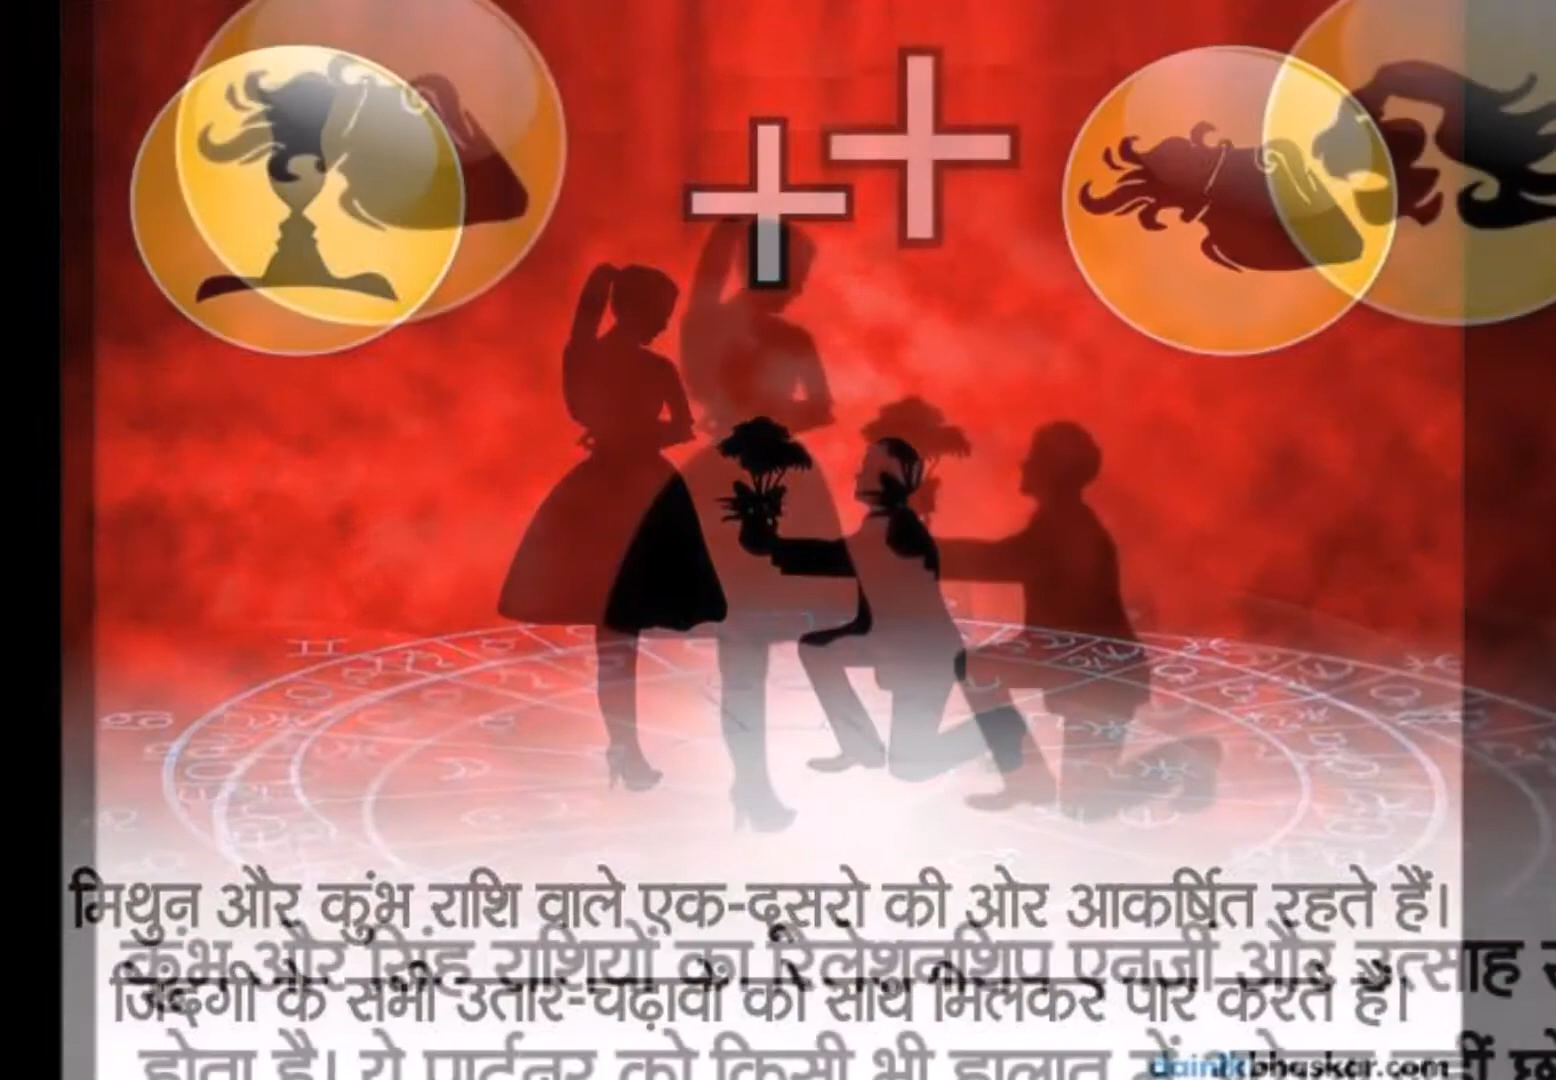 मिथुन और कुंभ राशि वाले एक-दूसरो की ओर आकर्षित रहते हैं।
कुंभ और सिंह राशियों का रिलेशनशिप एनर्जी और उत्साह
जिंदगी के सभी उतार-चढ़ावों को साथ मिलकर पार करते हैं।
होता है। ये पार्टनर को किसी भी हालात में
dainikbhaskar.com